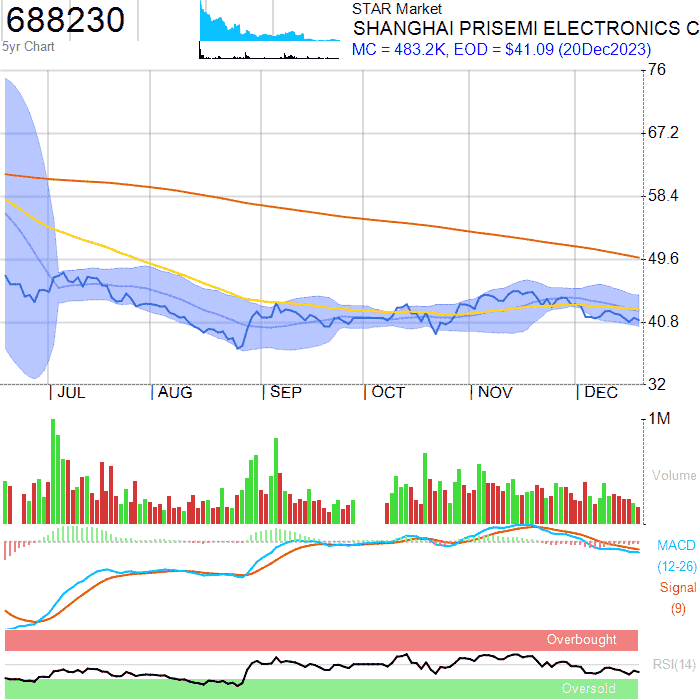 688230
5yr Chart
STAR Market
SHANGHAI PRISEMI ELECTRONICS C
MC = 483.2K, EOD = $41.09 (20Dec2023)
76
67.2
58.4
49.6
40.8
32
JUL AUG SEP OCT NOV DEC
1M
Volume
MACD
(12-26)
Signal
(9)
Overbought
RSI(14)
Oversold